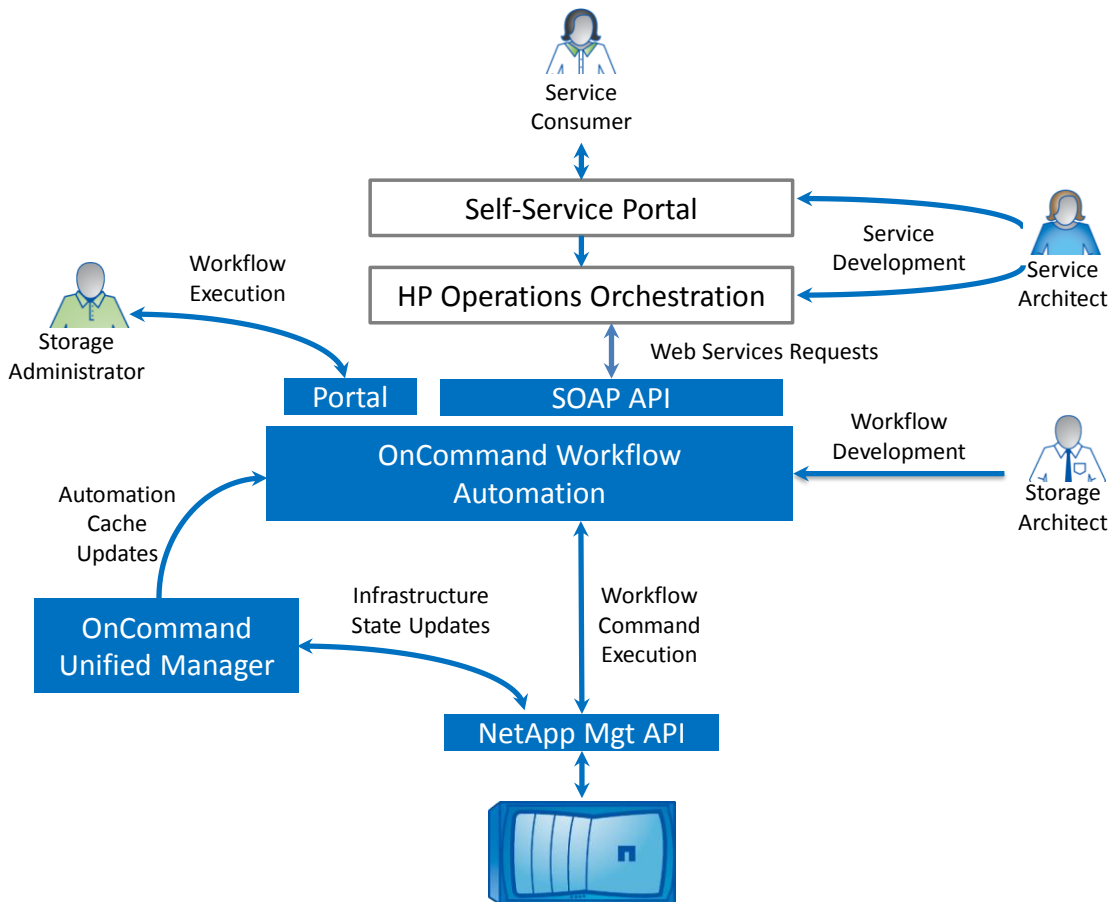 Service
Consumer
Self-Service Portal
Service
Development
Service
Architect
HP Operations Orchestration
Workflow
Execution
Storage
Administrator
Web Services Requests
Portal
SOAP API
OnCommand Workflow
Automation
Workflow
Development
Storage
Architect
Automation
Cache
Updates
OnCommand
Unified Manager
Infrastructure
State Updates
Workflow
Command
Execution
NetApp Mgt API